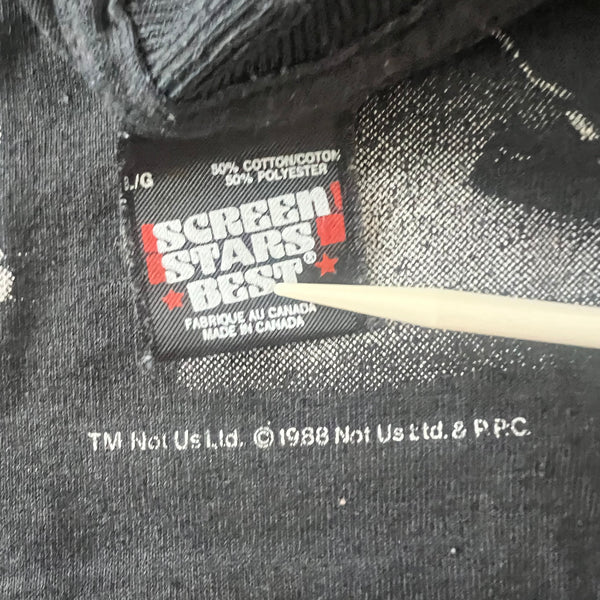 L/G
50% COTTON/COTON
50% POLYESTER
SCREEN
STARS
BEST®
FABRIQUE AU CANADA
MADE IN CANADA
TM Not Us Ltd. © 1988 Not Us Ltd. & P.P.C.